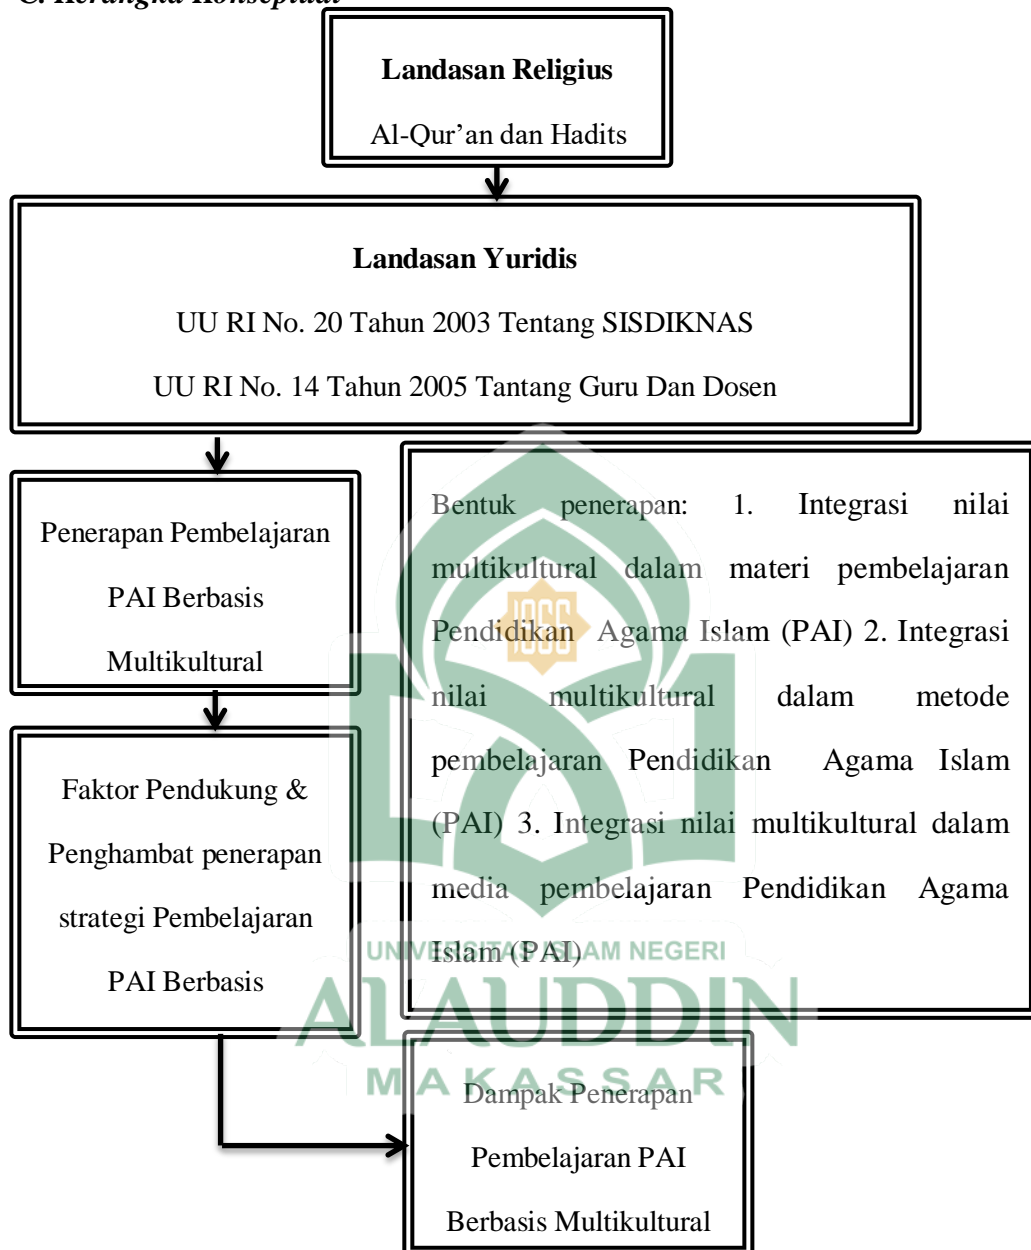 C. Kerangka Konseptual
Landasan Religius
Al-Qur'an dan Hadits
Landasan Yuridis
UU RI No. 20 Tahun 2003 Tentang SISDIKNAS
UU RI No. 14 Tahun 2005 Tantang Guru Dan Dosen
Penerapan Pembelajaran
PAI Berbasis
Multikultural
Bentuk penerapan: 1. Integrasi nilai
multikultural dalam materi pembelajaran
Pendidikan Agama Islam (PAI) 2. Integrasi
nilai multikultural dalam metode
pembelajaran Pendidikan Agama Islam
(PAI) 3. Integrasi nilai multikultural dalam
media pembelajaran Pendidikan Agama
Islam (PAI)
Faktor Pendukung &
Penghambat penerapan
strategi Pembelajaran
PAI Berbasis
Dampak Penerapan
Pembelajaran PAI
Berbasis Multikultural
1966
UNIVERSITAS ISLAM NEGERI
ALAUDDIN
MAKASSAR